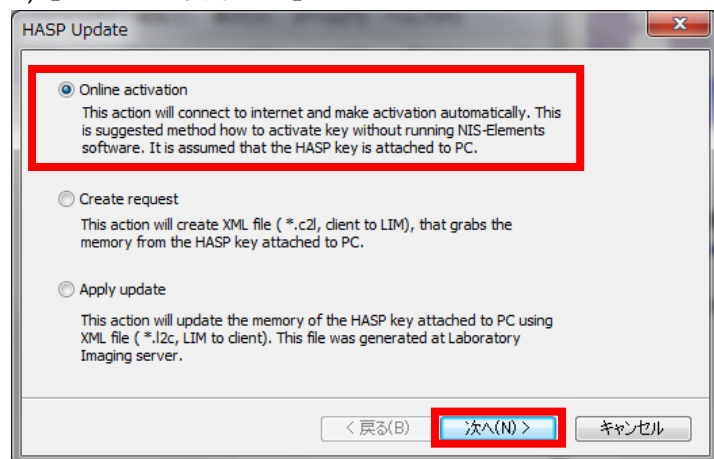 HASP Update
Online activation
This action will connect to internet and make activation automatically. This
is suggested method how to activate key without running NIS-Elements
software. It is assumed that the HASP key is attached to PC.
Create request
This action will create XML file ( *.c2l, client to LIM), that grabs the
memory from the HASP key attached to PC.
Apply update
This action will update the memory of the HASP key attached to PC using
XML file ( *.l2c, LIM to client). This file was generated at Laboratory
Imaging server.
< 戻る(B) 次へ(N) > キャンセル